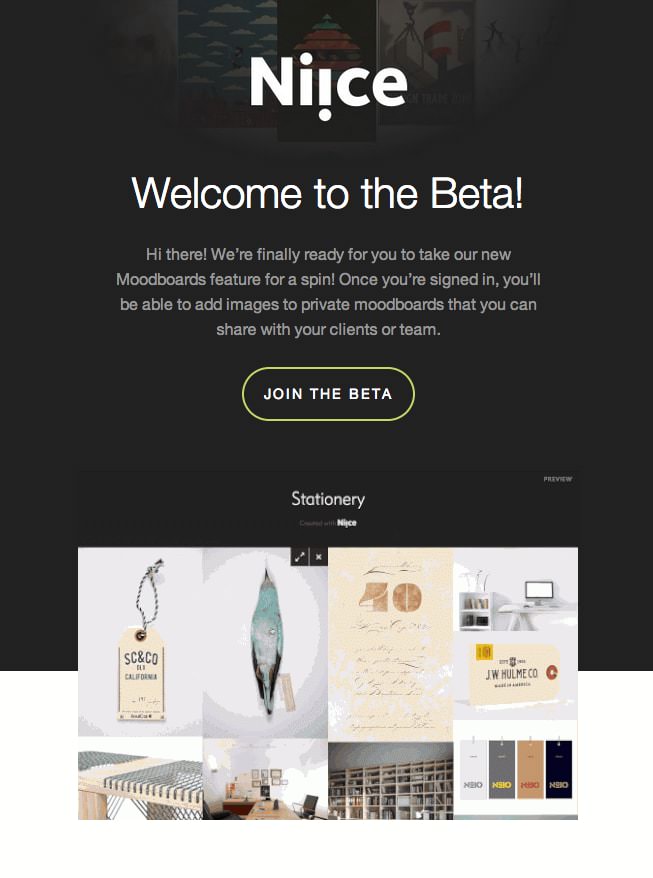 Niice
Welcome to the Beta!
Hi there! We’re finally ready for you to take our new
Moodboards feature for a spin! Once you’re signed in, you’ll
be able to add images to private moodboards that you can
share with your clients or team.
JOIN THE BETA
PREVIEW
Stationery
Created with Niice
SC&CO
OLD
CALIFORNIA
40
J.W. HULME CO.
MADE IN AMERICA
NEIO NEIO NEIO NEIO